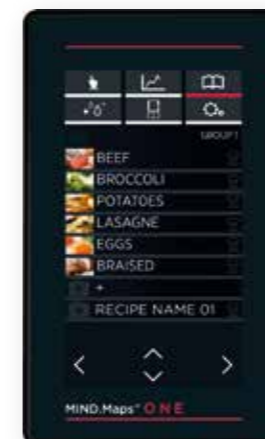 GROUP 1
BEEF
BROCCOLI
POTATOES
LASAGNE
EGGS
BRAISED
+
RECIPE NAME 01
MIND.Maps™ ONE